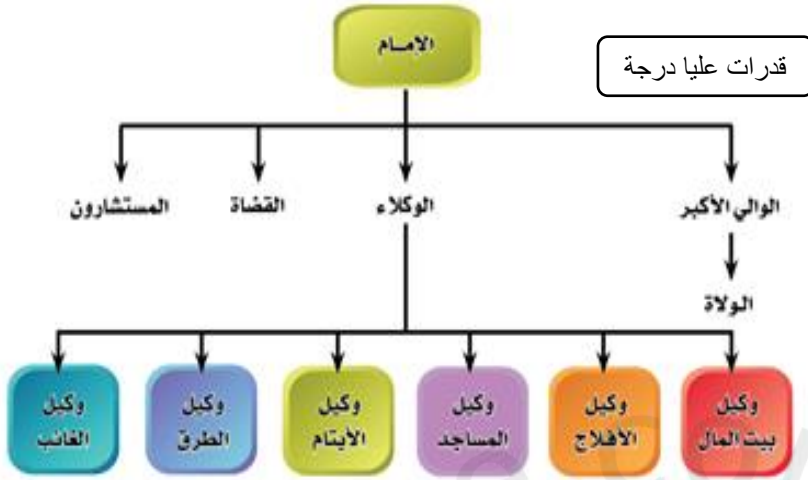 الإمــام
قدرات عليا درجة
الوالي الأكبر
الوكلاء
القضاة
المستشارون
الولاة
وكيل
بيت المال
وكيل
الأفلاج
وكيل
المساجد
وكيل
الأيتام
وكيل
الطرق
وكيل
الغائب